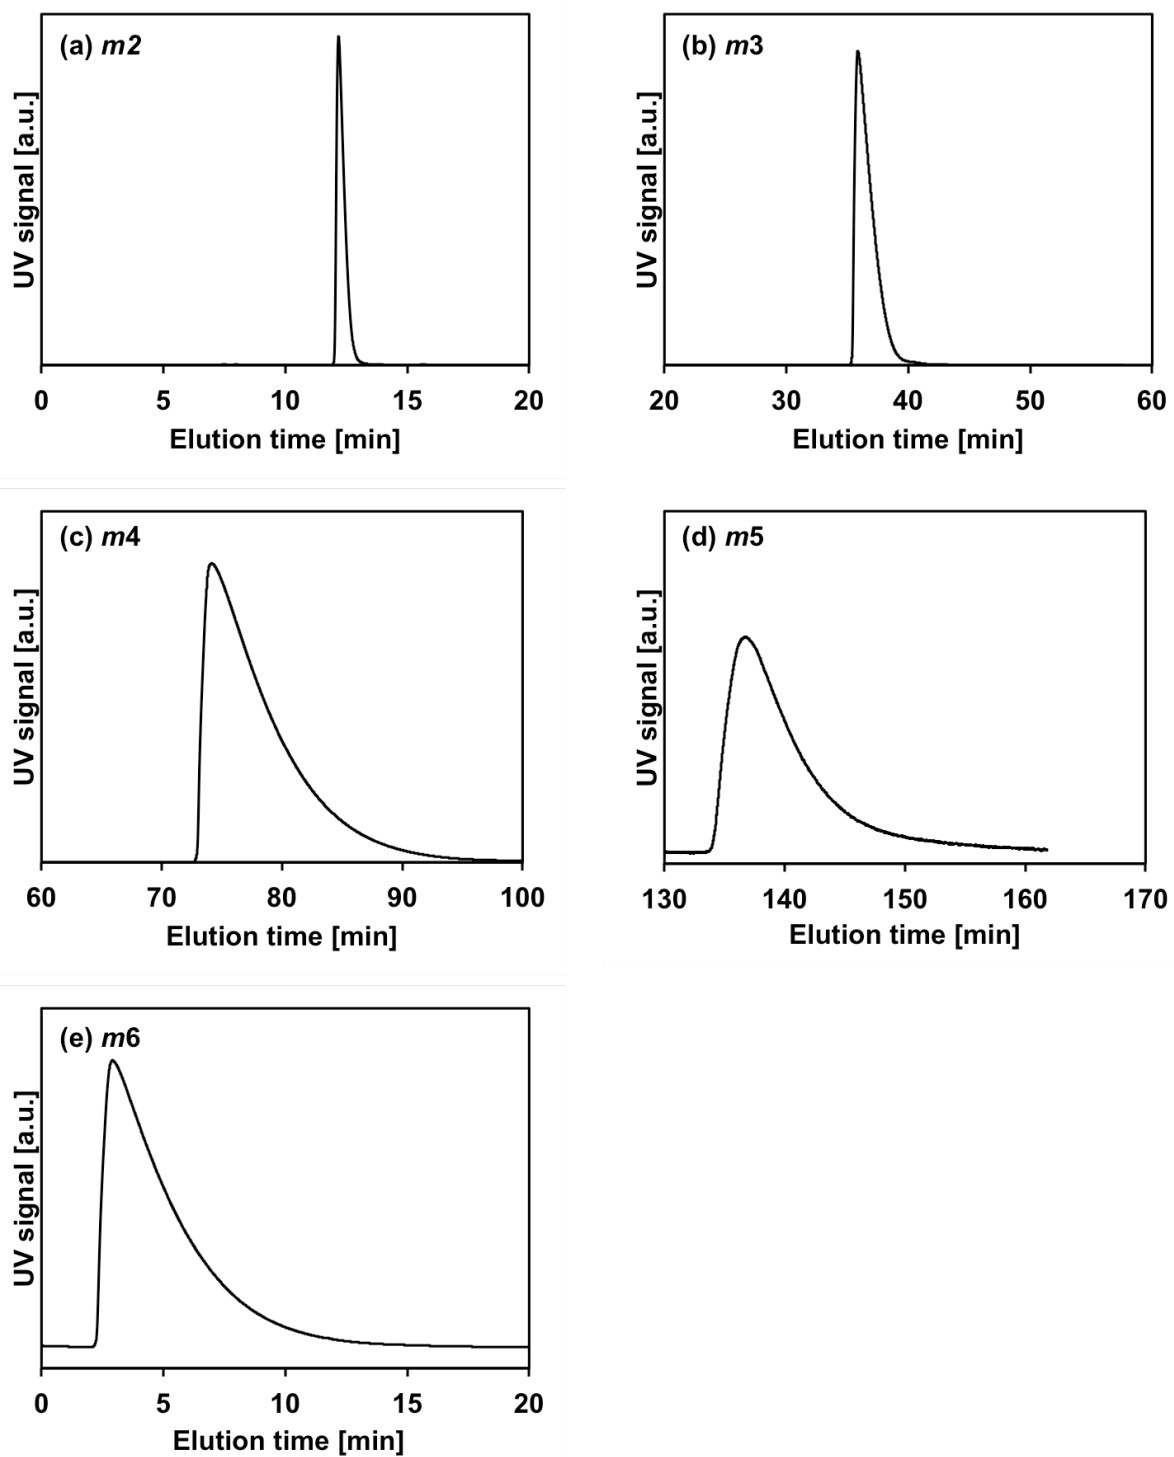 (a) m2
UV signal [a.u.]
0 5 10 15 20
Elution time [min]
(b) m3
UV signal [a.u.]
20 30 40 50 60
Elution time [min]
(c) m4
UV signal [a.u.]
60 70 80 90 100
Elution time [min]
(d) m5
UV signal [a.u.]
130 140 150 160 170
Elution time [min]
(e) m6
UV signal [a.u.]
0 5 10 15 20
Elution time [min]